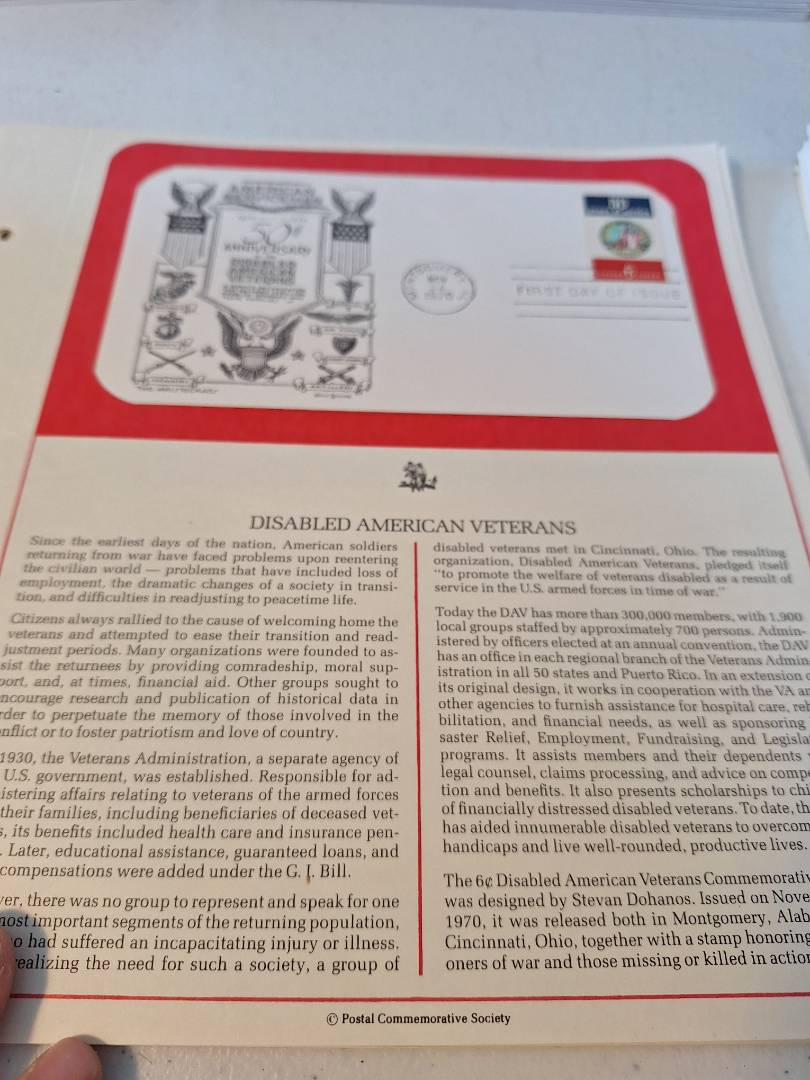 AMERICAN
50th
ANNIVERSARY
DISABLED
AMERICAN
VETERANS
FIRST DAY OF ISSUE
DISABLED AMERICAN VETERANS
Since the earliest days of the nation, American soldiers
returning from war have faced problems upon reentering
the civilian world — problems that have included loss of
employment, the dramatic changes of a society in transi-
tion, and difficulties in readjusting to peacetime life.
Citizens always rallied to the cause of welcoming home the
veterans and attempted to ease their transition and read-
justment periods. Many organizations were founded to as-
sist the returnees by providing comradeship, moral sup-
port, and, at times, financial aid. Other groups sought to
ncourage research and publication of historical data in
rder to perpetuate the memory of those involved in the
nflict or to foster patriotism and love of country.
1930, the Veterans Administration, a separate agency of
U.S. government, was established. Responsible for ad-
istering affairs relating to veterans of the armed forces
their families, including beneficiaries of deceased vet-
s, its benefits included health care and insurance pen-
. Later, educational assistance, guaranteed loans, and
compensations were added under the G. I. Bill.
ver, there was no group to represent and speak for one
most important segments of the returning population,
o had suffered an incapacitating injury or illness.
realizing the need for such a society, a group of
disabled veterans met in Cincinnati, Ohio. The resulting
organization, Disabled American Veterans, pledged itself
"to promote the welfare of veterans disabled as a result of
service in the U.S. armed forces in time of war."
Today the DAV has more than 300,000 members, with 1,900
local groups staffed by approximately 700 persons. Admin-
istered by officers elected at an annual convention, the DAV
has an office in each regional branch of the Veterans Admin-
istration in all 50 states and Puerto Rico. In an extension o
its original design, it works in cooperation with the VA an
other agencies to furnish assistance for hospital care, reh
bilitation, and financial needs, as well as sponsoring
saster Relief, Employment, Fundraising, and Legisla
programs. It assists members and their dependents
legal counsel, claims processing, and advice on comp
tion and benefits. It also presents scholarships to chi
of financially distressed disabled veterans. To date, th
has aided innumerable disabled veterans to overcom
handicaps and live well-rounded, productive lives.
The 6¢ Disabled American Veterans Commemorativ
was designed by Stevan Dohanos. Issued on Nove
1970, it was released both in Montgomery, Alab
Cincinnati, Ohio, together with a stamp honoring
oners of war and those missing or killed in action
© Postal Commemorative Society